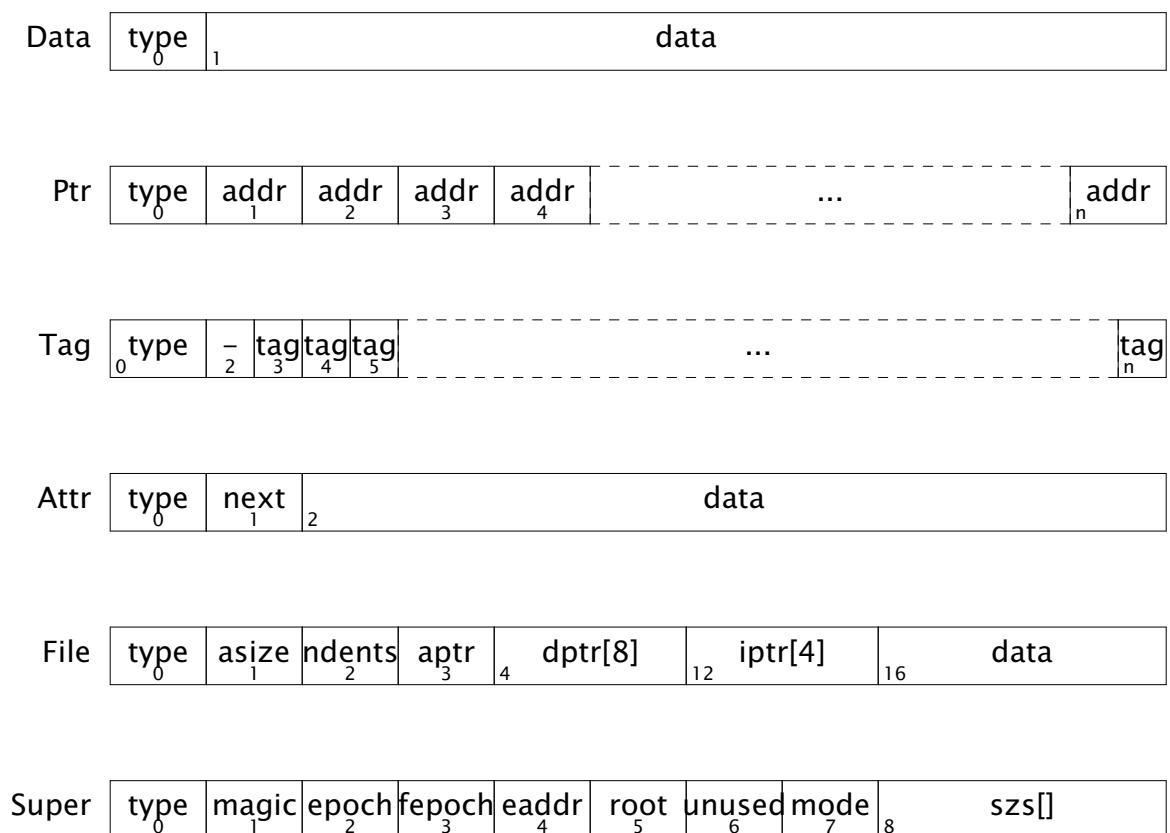 Data type 0 1 data
Ptr type 0 addr 1 addr 2 addr 3 addr 4 ... n addr
Tag 0 type – 2 tag 3 tag 4 tag 5 ... tag n
Attr type 0 next 1 2 data
File type 0 asize 1 ndents 2 aptr 3 4 dptr[8] 12 iptr[4] 16 data
Super type 0 magic 1 epoch 2 fepoch 3 eaddr 4 root 5 unused 6 mode 7 8 szs[]